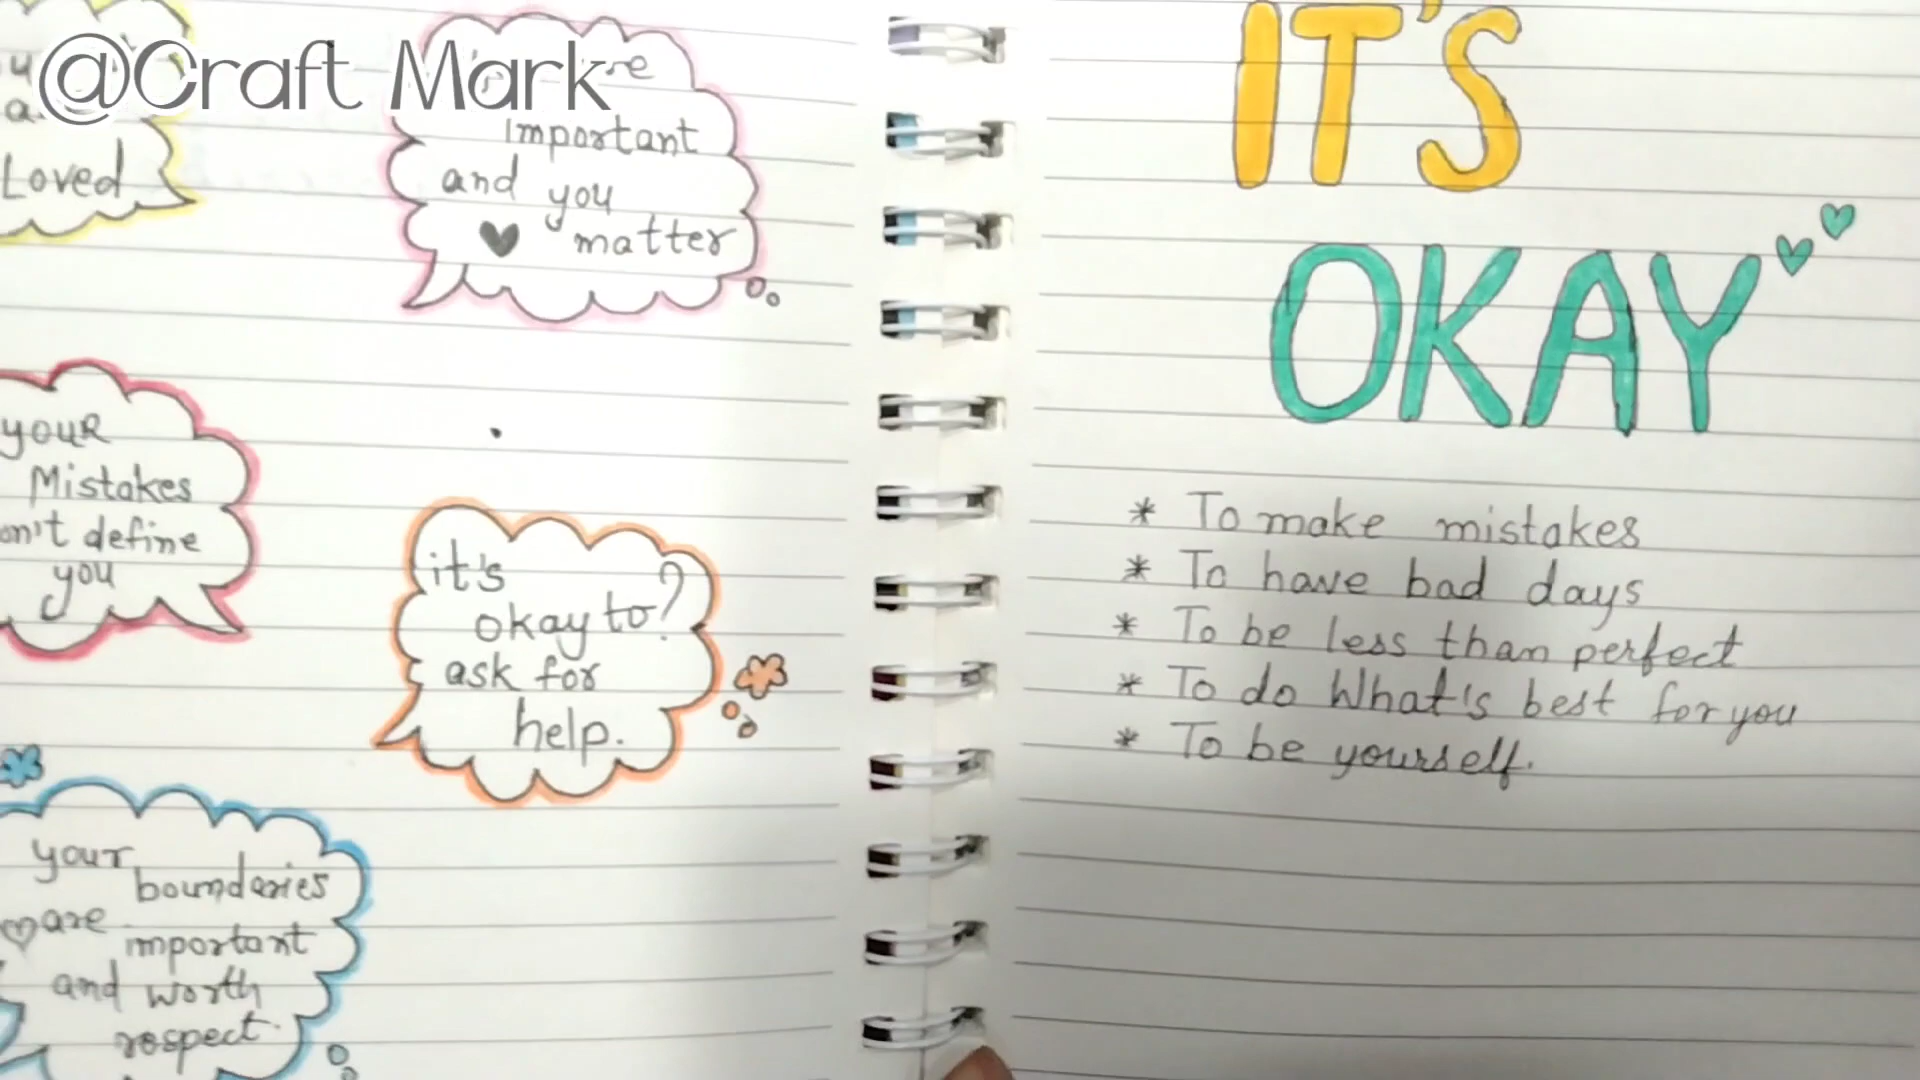 @Craft Mark
Loved
important
and you
matter
your
Mistakes
define
you
it's
okay to?
ask for
help.
your
boundaries
are
important
and worth
respect.
IT'S
OKAY
* To make mistakes
* To have bad days
* To be less than perfect
* To do What's best for you
* To be yourself.